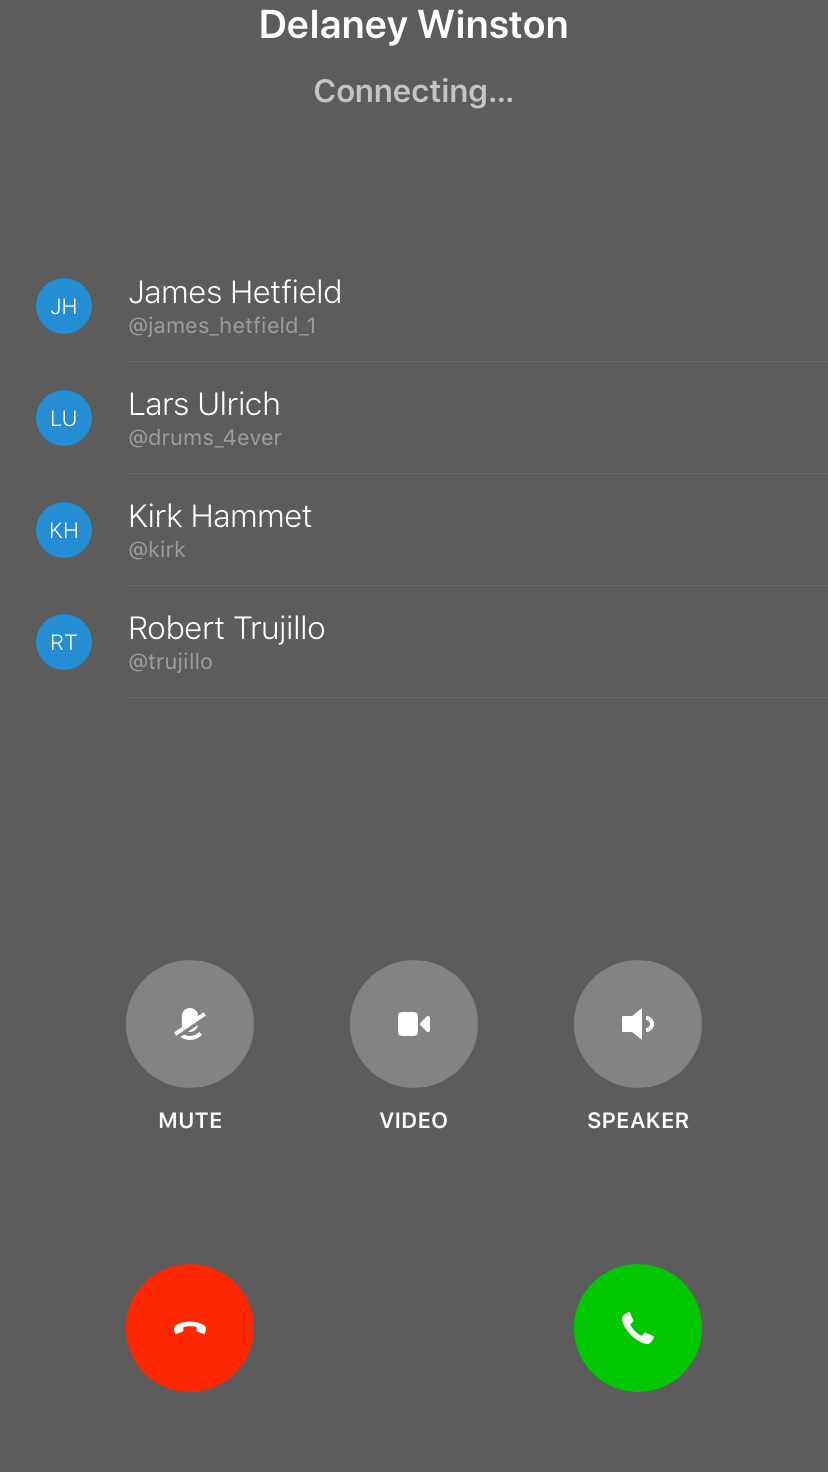 Delaney Winston
Connecting...
JH
James Hetfield
@james_hetfield_1
LU
Lars Ulrich
@drums_4ever
KH
Kirk Hammet
@kirk
RT
Robert Trujillo
@trujillo
MUTE
VIDEO
SPEAKER